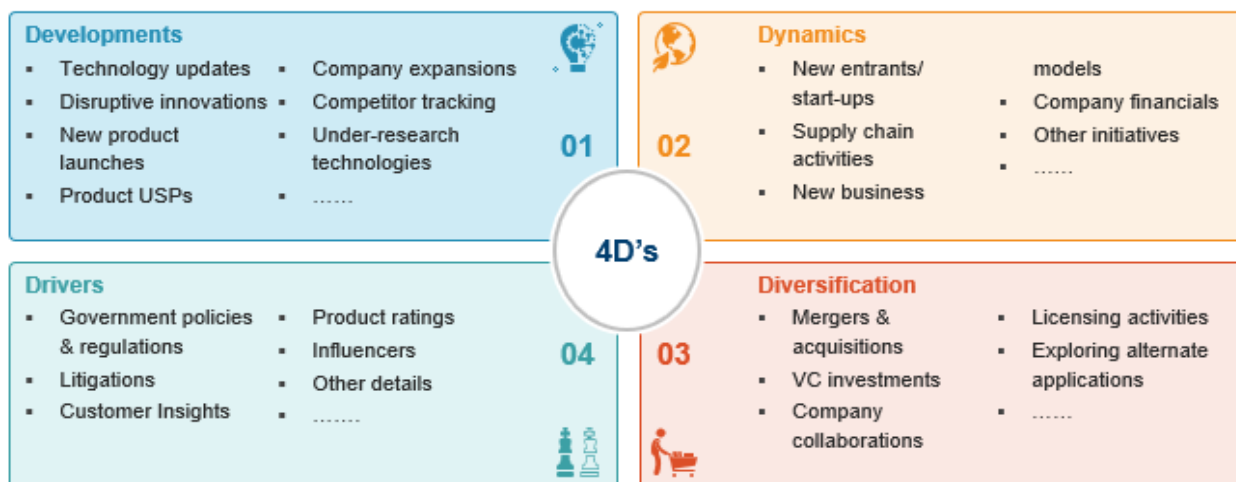 Developments
Technology updates
Disruptive innovations
New product
launches
Product USPs
Company expansions
Competitor tracking
Under-research
technologies
……
01
02
Dynamics
New entrants/
start-ups
Supply chain
activities
New business
models
Company financials
Other initiatives
……
4D’s
Drivers
Government policies
& regulations
Litigations
Customer Insights
Product ratings
Influencers
Other details
…….
04
03
Diversification
Mergers &
acquisitions
VC investments
Company
collaborations
Licensing activities
Exploring alternate
applications
……